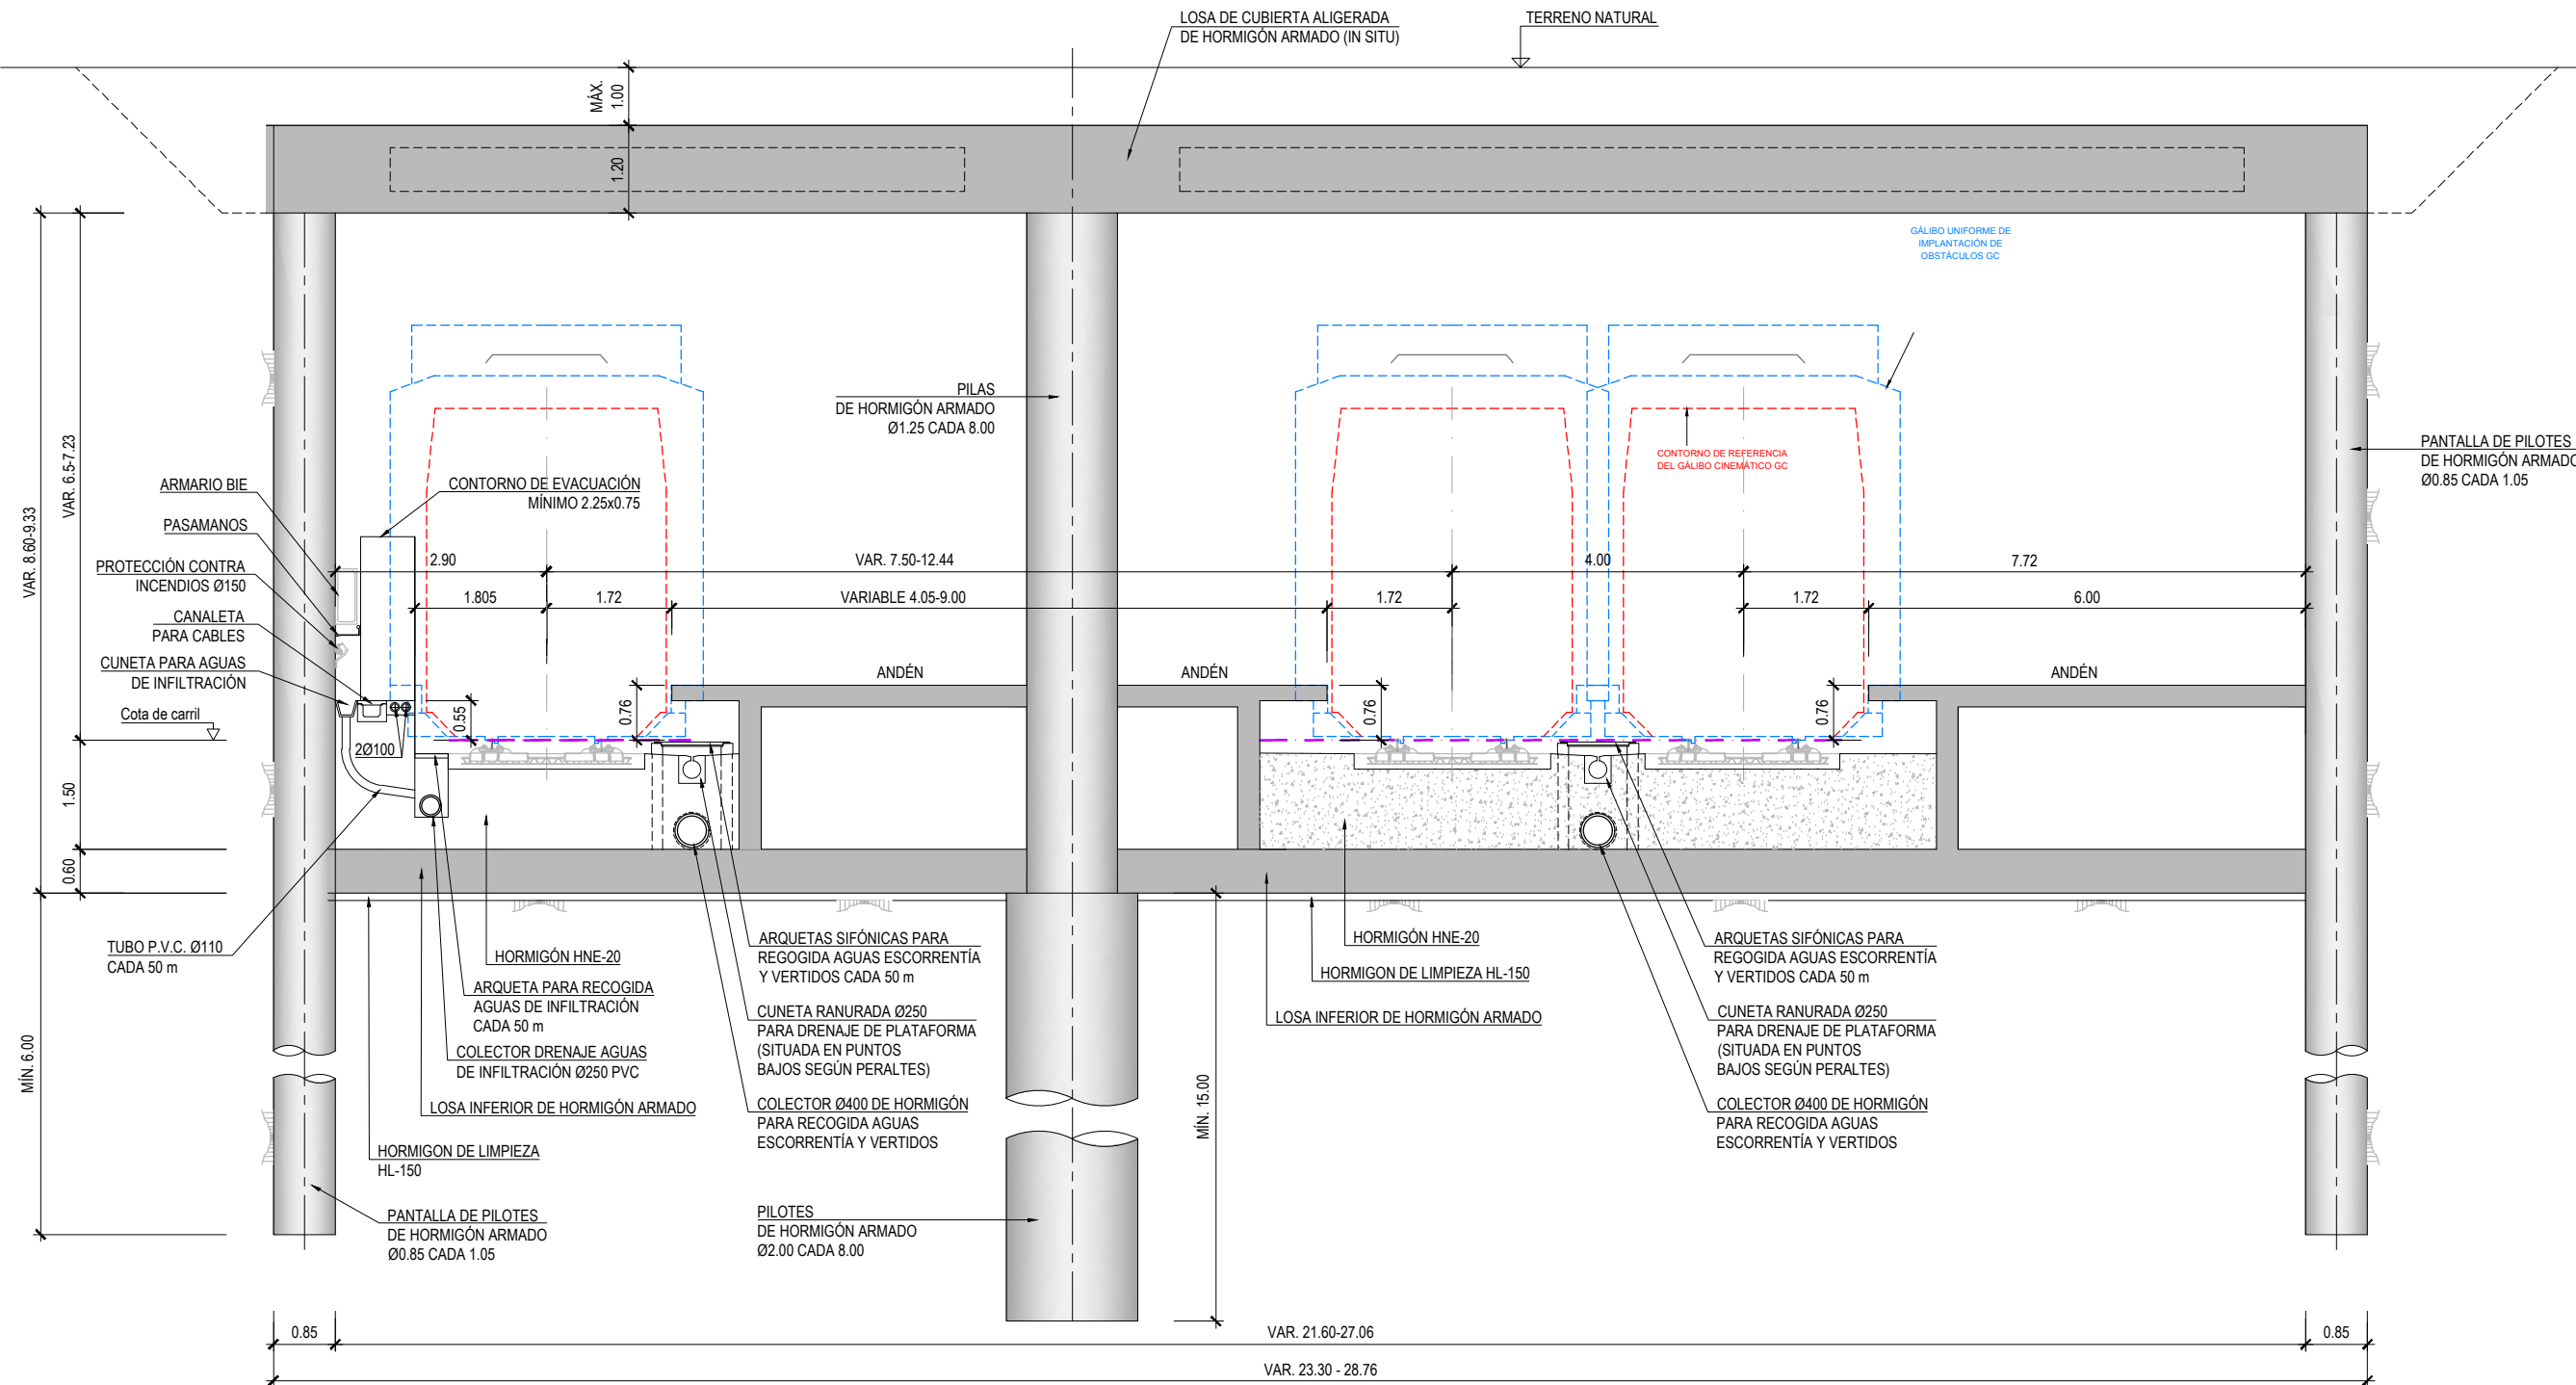 LOSA DE CUBIERTA ALIGERADA
DE HORMIGÓN ARMADO (IN SITU)
TERRENO NATURAL
MÁX.
1.00
1.20
GÁLIBO UNIFORME DE
IMPLANTACIÓN DE
OBSTÁCULOS GC
PILAS
DE HORMIGÓN ARMADO
Ø1.25 CADA 8.00
CONTORNO DE REFERENCIA
DEL GÁLIBO CINEMÁTICO GC
PANTALLA DE PILOTES
DE HORMIGÓN ARMADO
Ø0.85 CADA 1.05
VAR. 8.60-9.33
VAR. 6.5-7.23
ARMARIO BIE
CONTORNO DE EVACUACIÓN
MÍNIMO 2.25x0.75
PASAMANOS
PROTECCIÓN CONTRA
INCENDIOS Ø150
CANALETA
PARA CABLES
CUNETA PARA AGUAS
DE INFILTRACIÓN
Cota de carril
2.90
VAR. 7.50-12.44
4.00
7.72
1.805
1.72
VARIABLE 4.05-9.00
1.72
1.72
6.00
ANDÉN
ANDÉN
ANDÉN
0.55
0.76
0.76
0.76
2Ø100
1.50
0.60
TUBO P.V.C. Ø110
CADA 50 m
HORMIGÓN HNE-20
ARQUETA PARA RECOGIDA
AGUAS DE INFILTRACIÓN
CADA 50 m
COLECTOR DRENAJE AGUAS
DE INFILTRACIÓN Ø250 PVC
LOSA INFERIOR DE HORMIGÓN ARMADO
HORMIGON DE LIMPIEZA
HL-150
PANTALLA DE PILOTES
DE HORMIGÓN ARMADO
Ø0.85 CADA 1.05
ARQUETAS SIFÓNICAS PARA
REGOGIDA AGUAS ESCORRENTÍA
Y VERTIDOS CADA 50 m
CUNETA RANURADA Ø250
PARA DRENAJE DE PLATAFORMA
(SITUADA EN PUNTOS
BAJOS SEGÚN PERALTES)
COLECTOR Ø400 DE HORMIGÓN
PARA RECOGIDA AGUAS
ESCORRENTÍA Y VERTIDOS
PILOTES
DE HORMIGÓN ARMADO
Ø2.00 CADA 8.00
MÍN. 6.00
MÍN. 15.00
HORMIGÓN HNE-20
HORMIGON DE LIMPIEZA HL-150
LOSA INFERIOR DE HORMIGÓN ARMADO
ARQUETAS SIFÓNICAS PARA
REGOGIDA AGUAS ESCORRENTÍA
Y VERTIDOS CADA 50 m
CUNETA RANURADA Ø250
PARA DRENAJE DE PLATAFORMA
(SITUADA EN PUNTOS
BAJOS SEGÚN PERALTES)
COLECTOR Ø400 DE HORMIGÓN
PARA RECOGIDA AGUAS
ESCORRENTÍA Y VERTIDOS
0.85
VAR. 21.60-27.06
0.85
VAR. 23.30 - 28.76